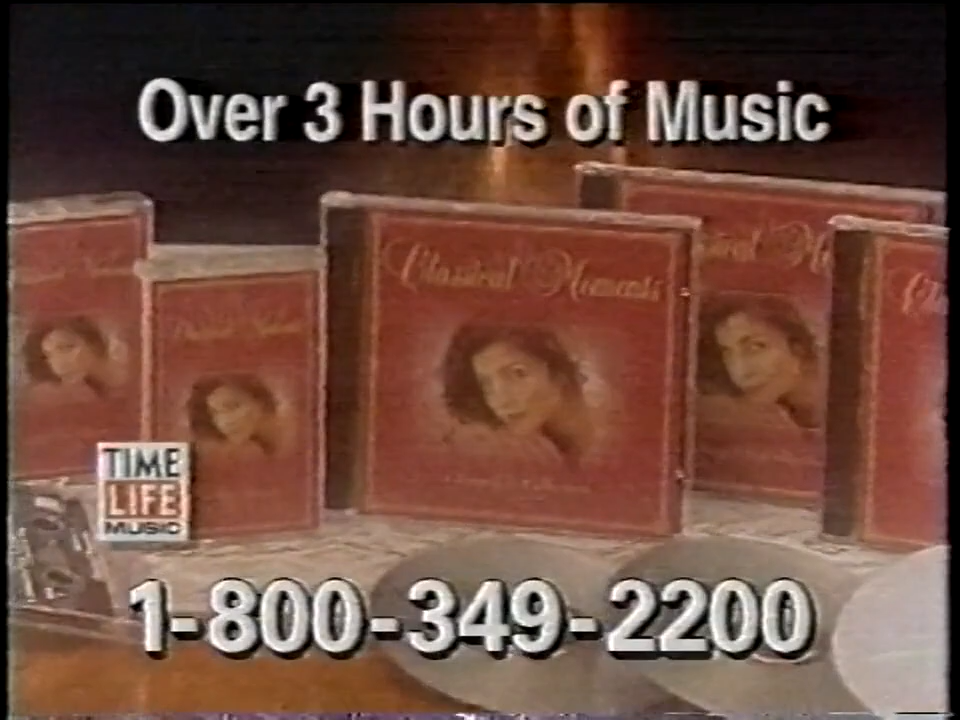 Over 3 Hours of Music
Classical Moments
TIME
LIFE
MUSIC
1-800-349-2200